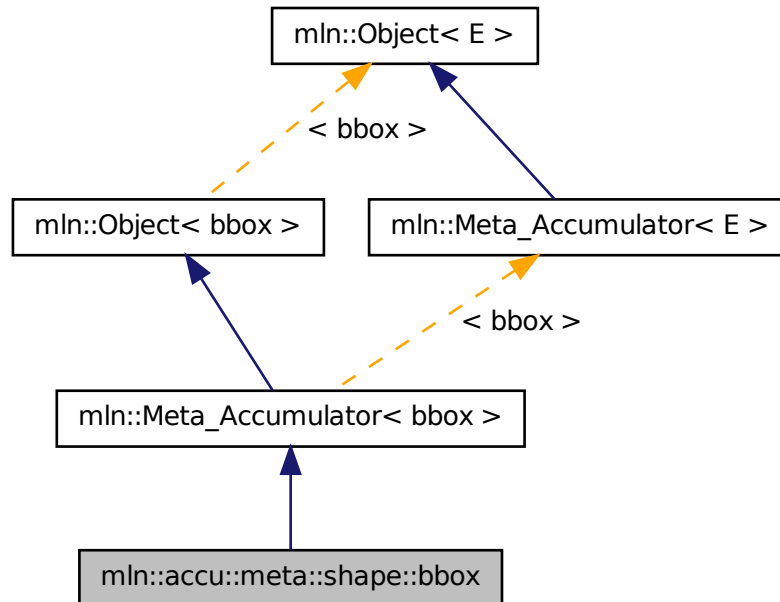 mln::Object< E >
< bbox >
mln::Object< bbox >
mln::Meta_Accumulator< E >
< bbox >
mln::Meta_Accumulator< bbox >
mln::accu::meta::shape::bbox